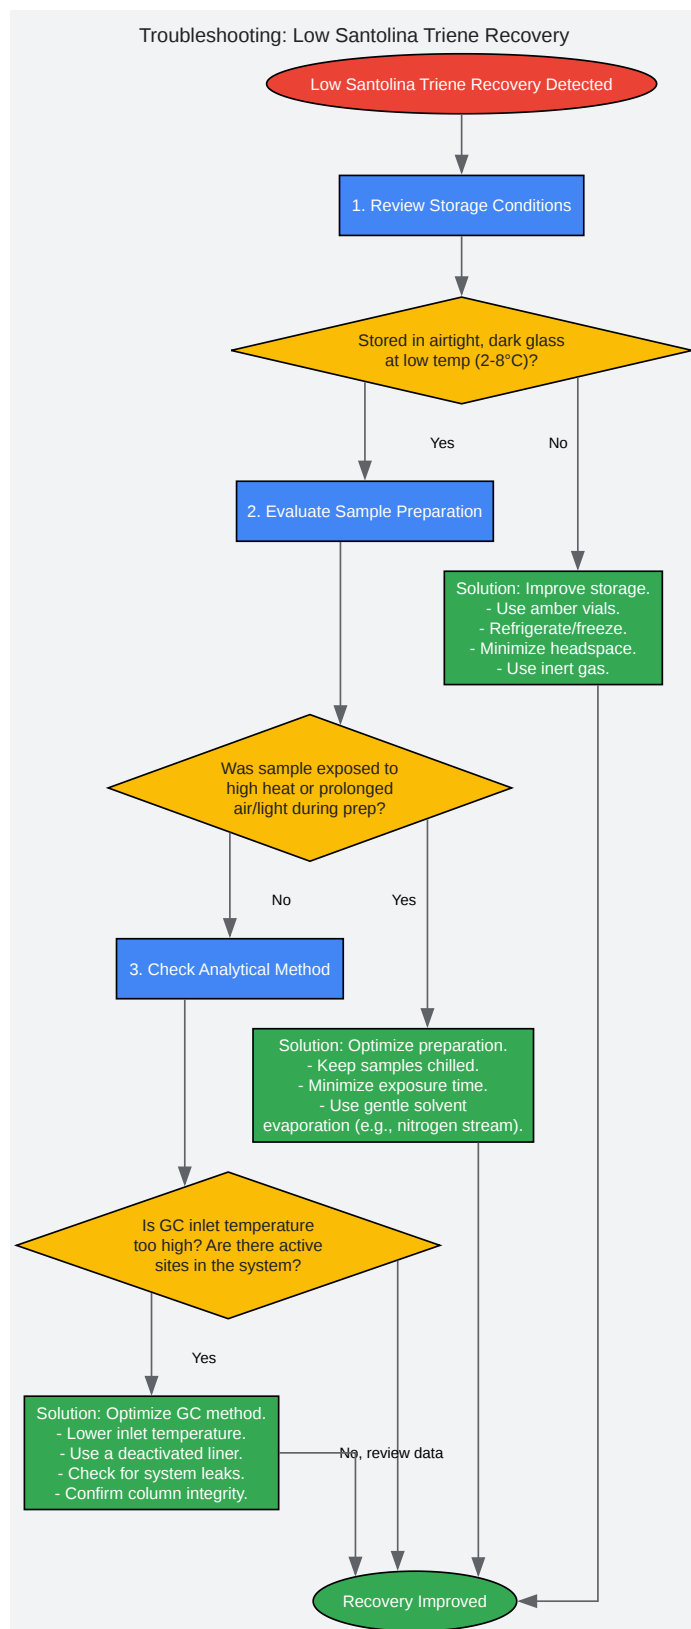 Troubleshooting: Low Santolina Triene Recovery
Low Santolina Triene Recovery Detected
1. Review Storage Conditions
Stored in airtight, dark glass
at low temp (2-8°C)?
Yes
No
2. Evaluate Sample Preparation
Solution: Improve storage.
- Use amber vials.
- Refrigerate/freeze.
- Minimize headspace.
- Use inert gas.
Was sample exposed to
high heat or prolonged
air/light during prep?
No
Yes
3. Check Analytical Method
Solution: Optimize preparation.
- Keep samples chilled.
- Minimize exposure time.
- Use gentle solvent
evaporation (e.g., nitrogen stream).
Is GC inlet temperature
too high? Are there active
sites in the system?
Yes
Solution: Optimize GC method.
- Lower inlet temperature.
- Use a deactivated liner.
- Check for system leaks.
- Confirm column integrity.
No, review data
Recovery Improved